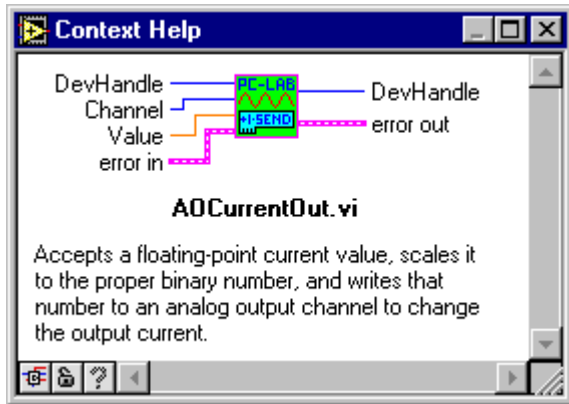 Context Help
DevHandle
Channel
Value
error in
PC-LAB
+I-SEND
DevHandle
error out
AOCurrentOut.vi
Accepts a floating-point current value, scales it
to the proper binary number, and writes that
number to an analog output channel to change
the output current.
?